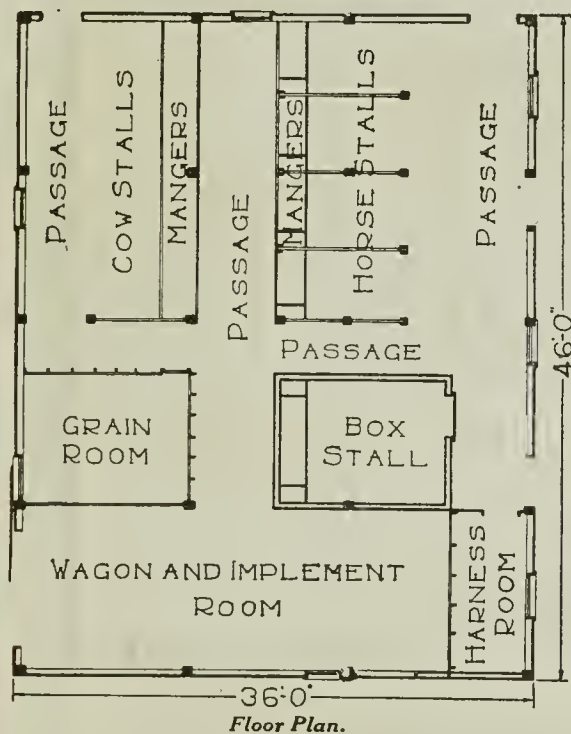 PASSAGE
COW STALLS
MANGERS
PASSAGE
MANGERS
HORSE STALLS
PASSAGE
PASSAGE
46'-0"
GRAIN
ROOM
BOX
STALL
WAGON AND IMPLEMENT
ROOM
HARNESS
ROOM
36'-0"
Floor Plan.